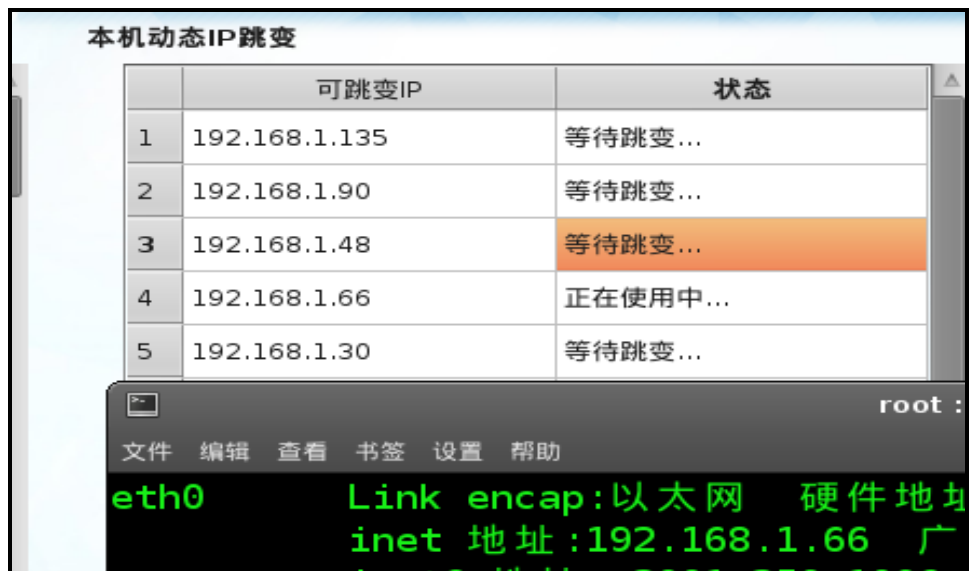 本机动态IP跳变
可跳变IP 状态
1 192.168.1.135 等待跳变...
2 192.168.1.90 等待跳变...
3 192.168.1.48 等待跳变...
4 192.168.1.66 正在使用中...
5 192.168.1.30 等待跳变...
root :
文件 编辑 查看 书签 设置 帮助
eth0 Link encap:以太网 硬件地址
inet 地址:192.168.1.66 广